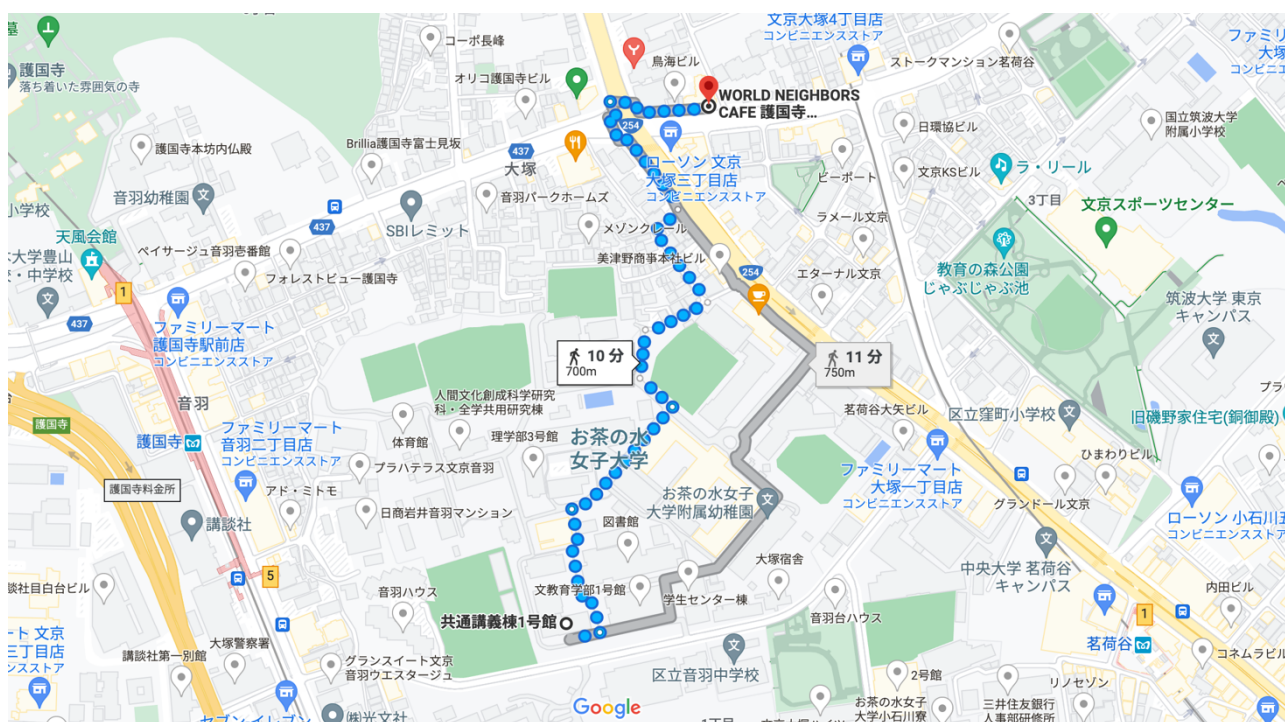 文京大塚4丁目店
コンビニエンスストア
コーポ長峰
護国寺
落ち着いた雰囲気の寺
鳥海ビル
オリコ護国寺ビル
ストークマンション茗荷谷
WORLD NEIGHBORS
CAFE 護国寺...
254
国立筑波大学
附属小学校
日環協ビル
護国寺本坊内仏殿
Brillia護国寺富士見坂
437
大塚
ローソン 文京
大塚三丁目店
コンビニエンスストア
ビーポート
文京KSビル
ラ・リール
音羽幼稚園
音羽パークホームズ
3丁目
文京スポーツセンター
小学校
437
SBIレミット
メゾンクレール
ラメール文京
天風会館
ペイサージュ音羽壱番館
大学豊山
校・中学校
フォレストビュー護国寺
美津野商事本社ビル
254
エターナル文京
教育の森公園
じゃぶじゃぶ池
1
437
ファミリーマート
護国寺駅前店
コンビニエンスストア
筑波大学 東京
キャンパス
10 分
700m
11 分
750m
音羽
人間文化創成科学研究
科・全学共用研究棟
茗荷谷大矢ビル
区立窪町小学校
旧磯野家住宅(銅御殿)
護国寺
護国寺
ファミリーマート
音羽二丁目店
コンビニエンスストア
体育館
理学部3号館
お茶の水
女子大学
プラハテラス文京音羽
ファミリーマート
大塚一丁目店
コンビニエンスストア
ひまわりビル
護国寺料金所
アド・ミトモ
日商岩井音羽マンション
お茶の水女子
大学附属幼稚園
グランドール文京
ローソン 小石川五
コンビニエンスス
講談社
図書館
5
大塚宿舎
中央大学 茗荷谷
キャンパス
談社目白台ビル
音羽ハウス
文教育学部1号館
学生センター棟
内田ビル
共通講義棟1号館
音羽台ハウス
1
ート 文京
三丁目店
ンスストア
大塚警察署
茗荷谷
講談社第一別館
グランスイート文京
音羽ウエスタージュ
区立音羽中学校
コネムラビル
2号館
リノセゾン
Google
お茶の水女子
大学小石川寮
三井住友銀行
人事部研修所
セブン-イレブン
㈱光文社
1丁目